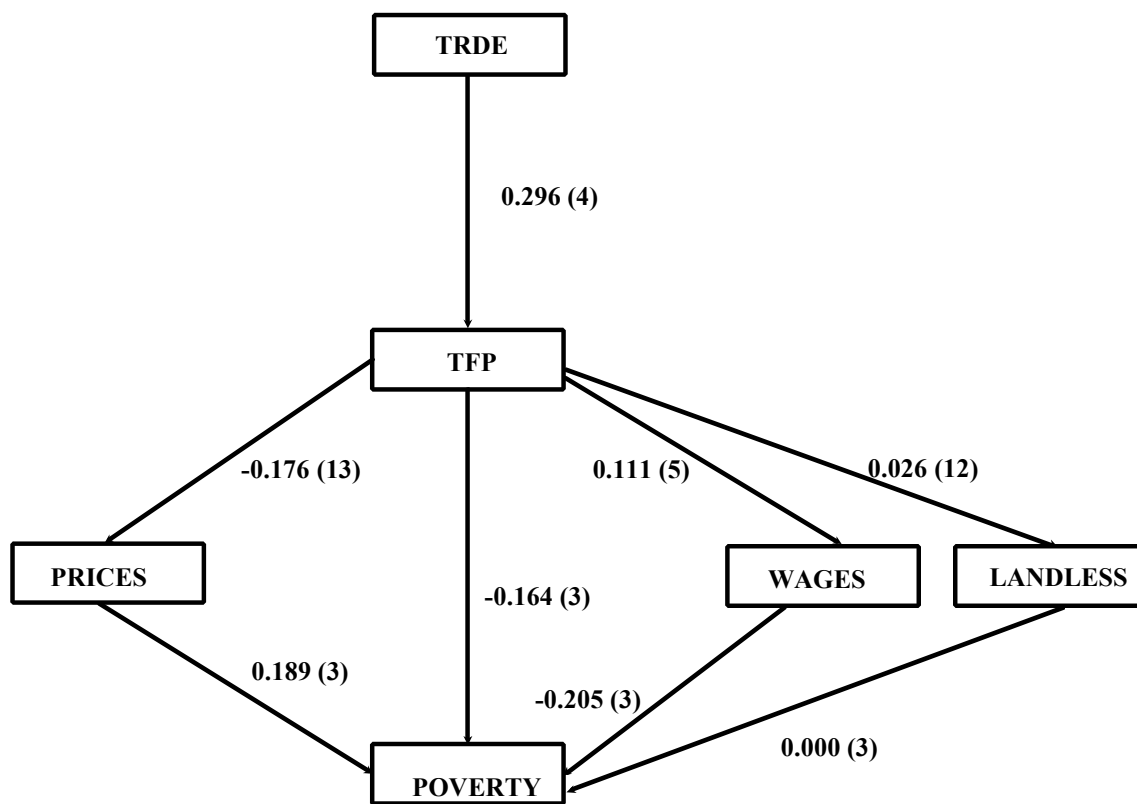 TRDE
0.296 (4)
TFP
-0.176 (13)
0.111 (5)
0.026 (12)
PRICES
-0.164 (3)
WAGES
LANDLESS
0.189 (3)
-0.205 (3)
0.000 (3)
POVERTY